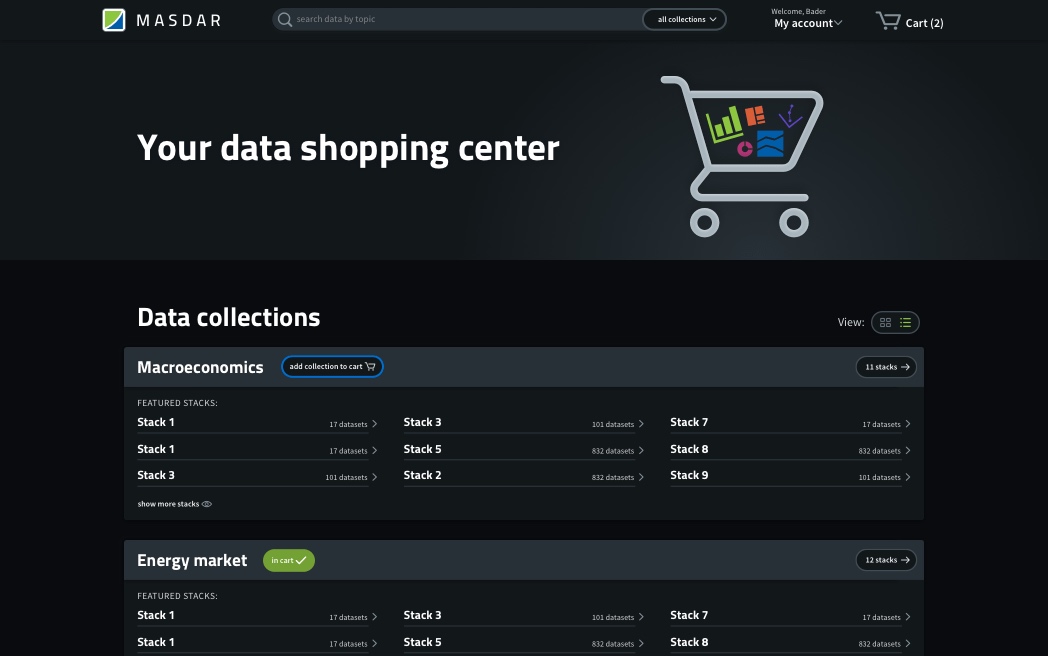 MASDAR
search data by topic
all collections
Welcome, Bader
My account
Cart (2)
Your data shopping center
Data collections
View:
Macroeconomics
add collection to cart
11 stacks
FEATURED STACKS:
Stack 1 17 datasets
Stack 3 101 datasets
Stack 7 17 datasets
Stack 1 17 datasets
Stack 5 832 datasets
Stack 8 832 datasets
Stack 3 101 datasets
Stack 2 832 datasets
Stack 9 101 datasets
show more stacks
Energy market
in cart
12 stacks
FEATURED STACKS:
Stack 1 17 datasets
Stack 3 101 datasets
Stack 7 17 datasets
Stack 1 17 datasets
Stack 5 832 datasets
Stack 8 832 datasets